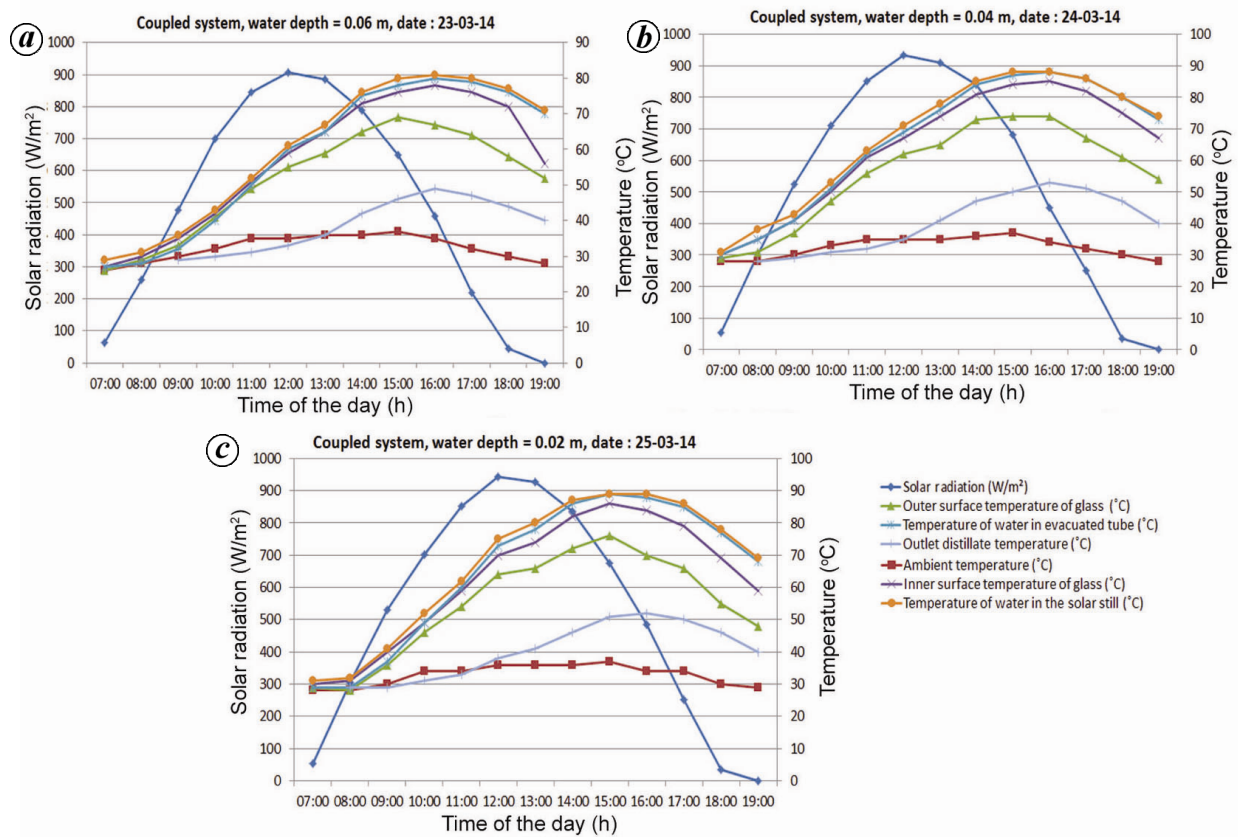 a
Coupled system, water depth = 0.06 m, date : 23-03-14
1000
900
800
700
600
500
400
300
200
100
0
Solar radiation (W/m²)
90
80
70
60
50
40
30
20
10
0
Temperature (°C)
07:00 08:00 09:00 10:00 11:00 12:00 13:00 14:00 15:00 16:00 17:00 18:00 19:00
Time of the day (h)
b
Coupled system, water depth = 0.04 m, date : 24-03-14
1000
900
800
700
600
500
400
300
200
100
0
Solar radiation (W/m²)
100
90
80
70
60
50
40
30
20
10
0
Temperature (°C)
07:00 08:00 09:00 10:00 11:00 12:00 13:00 14:00 15:00 16:00 17:00 18:00 19:00
Time of the day (h)
c
Coupled system, water depth = 0.02 m, date : 25-03-14
1000
900
800
700
600
500
400
300
200
100
0
Solar radiation (W/m²)
100
90
80
70
60
50
40
30
20
10
0
Temperature (°C)
07:00 08:00 09:00 10:00 11:00 12:00 13:00 14:00 15:00 16:00 17:00 18:00 19:00
Time of the day (h)
Solar radiation (W/m²)
Outer surface temperature of glass (˚C)
Temperature of water in evacuated tube (˚C)
Outlet distillate temperature (˚C)
Ambient temperature (˚C)
Inner surface temperature of glass (˚C)
Temperature of water in the solar still (˚C)